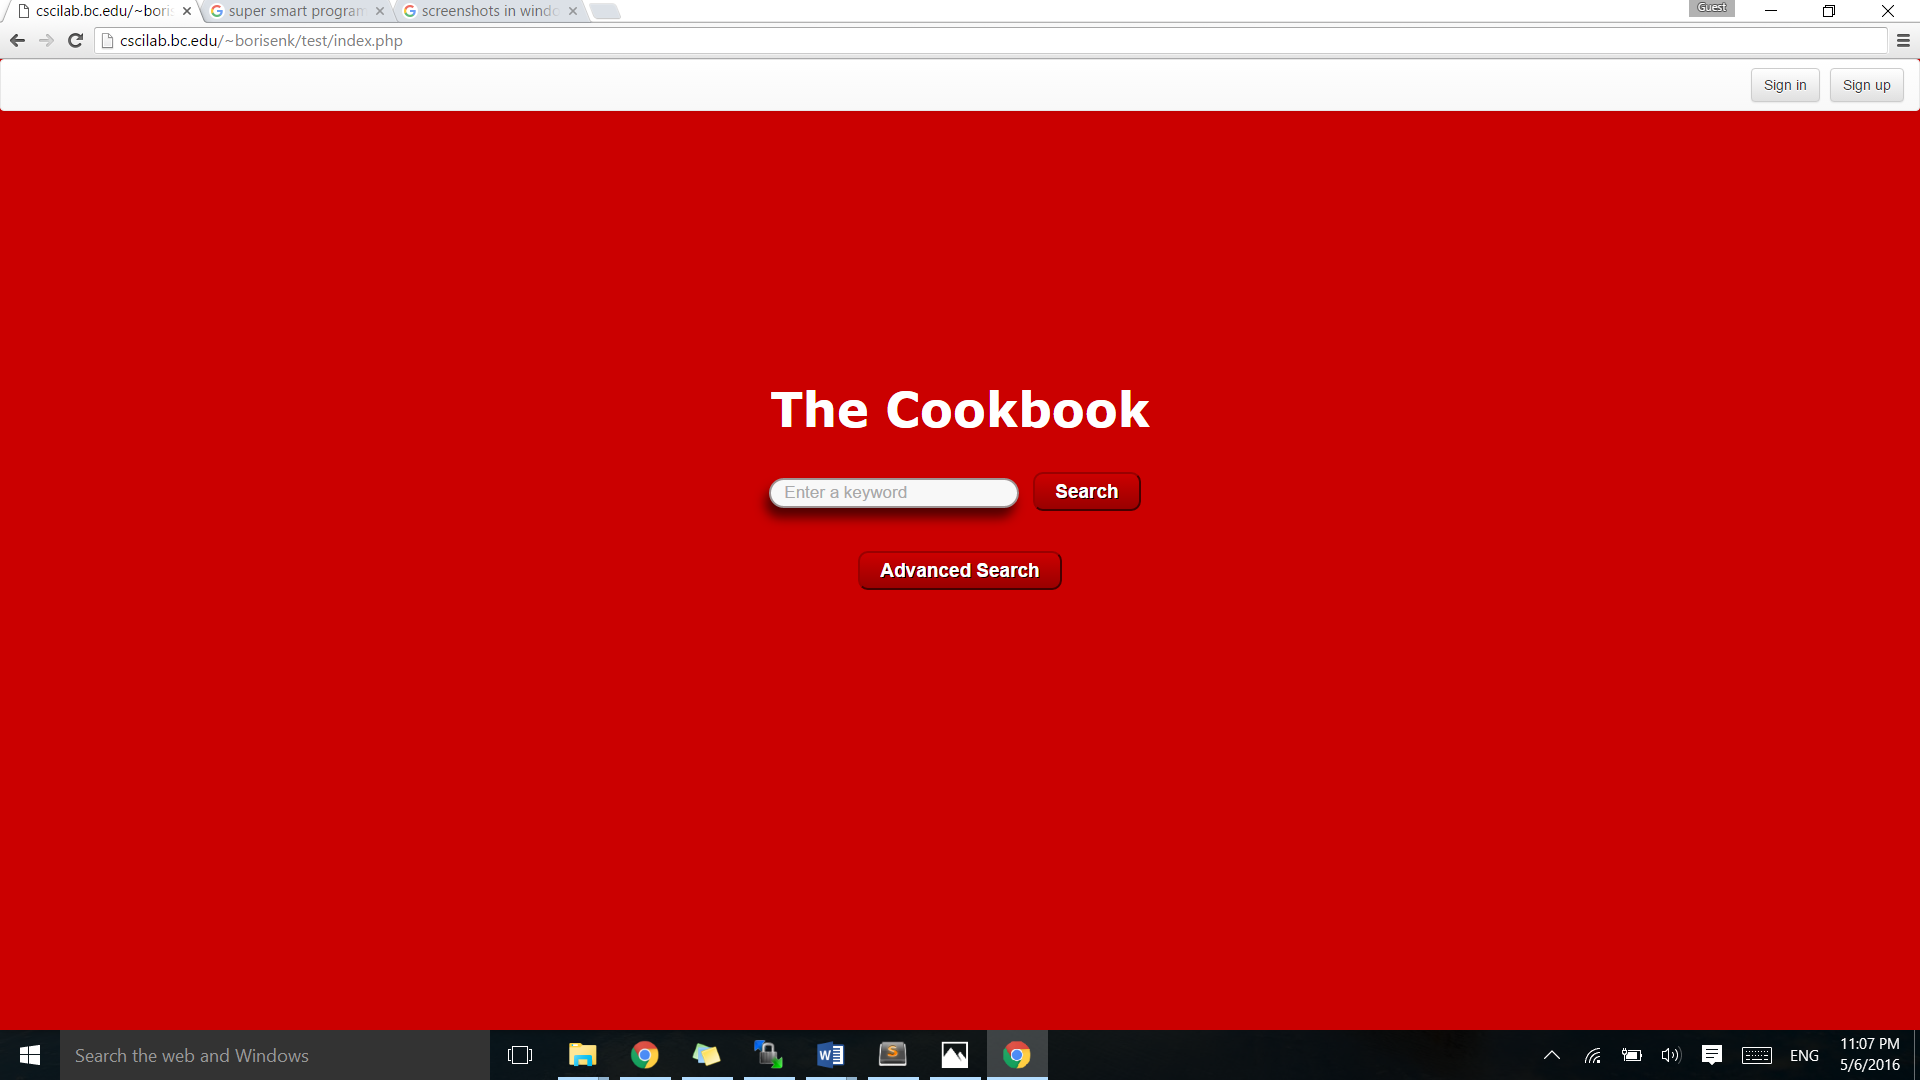 cscilab.bc.edu/~boris
super smart program
screenshots in windo
Guest
cscilab.bc.edu/~borisenk/test/index.php
Sign in
Sign up
The Cookbook
Enter a keyword
Search
Advanced Search
Search the web and Windows
ENG
11:07 PM
5/6/2016